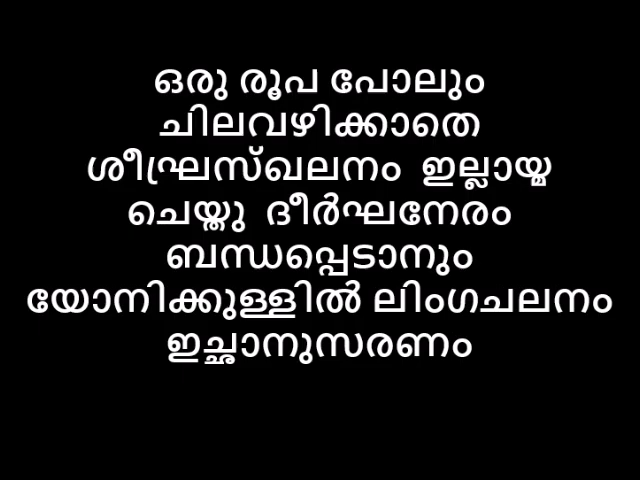 ഒരു രൂപ പോലും
ചിലവഴിക്കാതെ
ശീഘ്രസ്ഖലനം ഇല്ലായ്മ
ചെയ്തു ദീർഘനേരം
ബന്ധപ്പെടാനും
യോനിക്കുള്ളിൽ ലിംഗചലനം
ഇച്ഛാനുസരണം